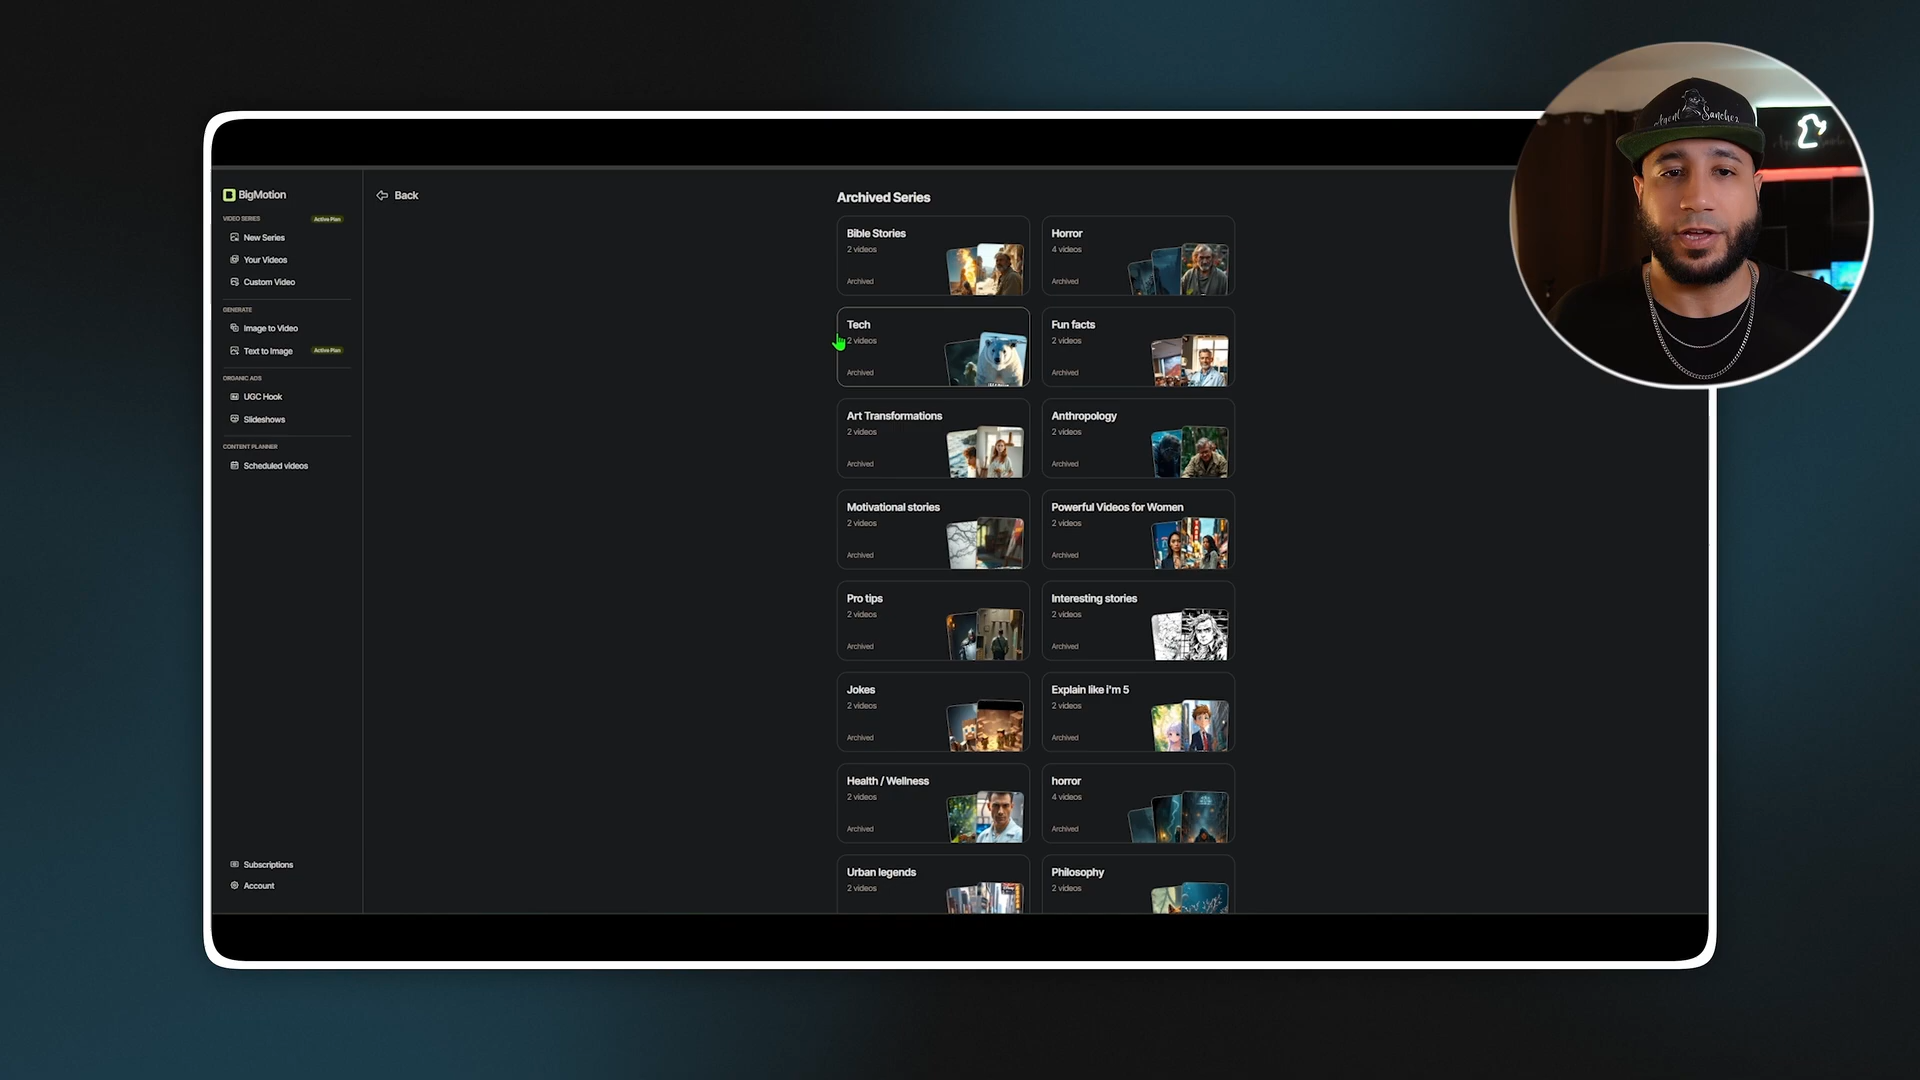 BigMotion
VIDEO SERIES
Active Plan
New Series
Your Videos
Custom Video
GENERATE
Image to Video
Text to Image
Active Plan
ORGANIC ADS
UGC Hook
Slideshows
CONTENT PLANNER
Scheduled videos
Subscriptions
Account
Back
Archived Series
Bible Stories
2 videos
Archived
Horror
4 videos
Archived
Tech
2 videos
Archived
Fun facts
2 videos
Archived
Art Transformations
2 videos
Archived
Anthropology
2 videos
Archived
Motivational stories
2 videos
Archived
Powerful Videos for Women
2 videos
Archived
Pro tips
2 videos
Archived
Interesting stories
2 videos
Archived
Jokes
2 videos
Archived
Explain like i'm 5
2 videos
Archived
Health / Wellness
2 videos
Archived
horror
4 videos
Archived
Urban legends
2 videos
Philosophy
2 videos
Agent Sanchez